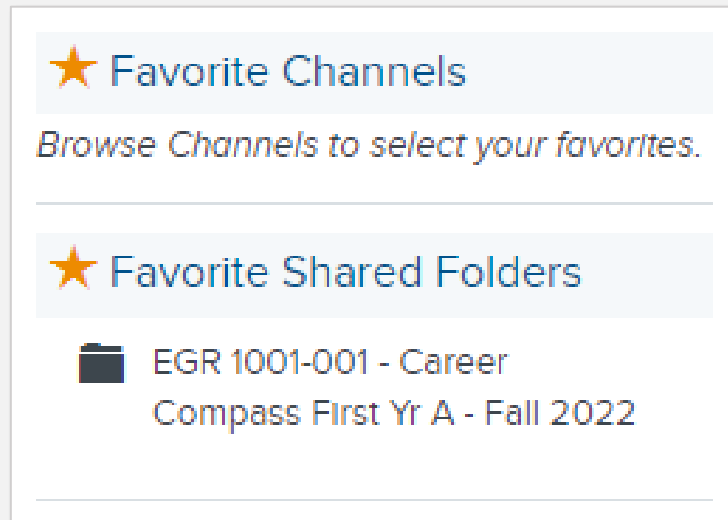 Favorite Channels
Browse Channels to select your favorites.
Favorite Shared Folders
EGR 1001-001 - Career
Compass First Yr A - Fall 2022